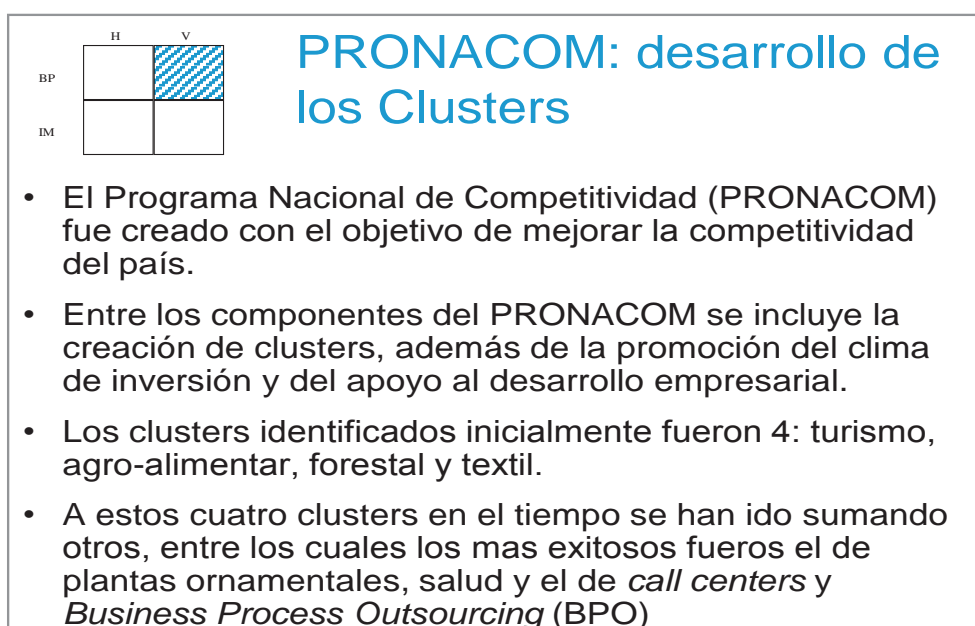 H V
PRONACOM: desarrollo de
BP
los Clusters
IM
• El Programa Nacional de Competitividad (PRONACOM)
fue creado con el objetivo de mejorar la competitividad
del país.
• Entre los componentes del PRONACOM se incluye la
creación de clusters, además de la promoción del clima
de inversión y del apoyo al desarrollo empresarial.
• Los clusters identificados inicialmente fueron 4: turismo,
agro-alimentar, forestal y textil.
• A estos cuatro clusters en el tiempo se han ido sumando
otros, entre los cuales los mas exitosos fueros el de
plantas ornamentales, salud y el de call centers y
Business Process Outsourcing (BPO)